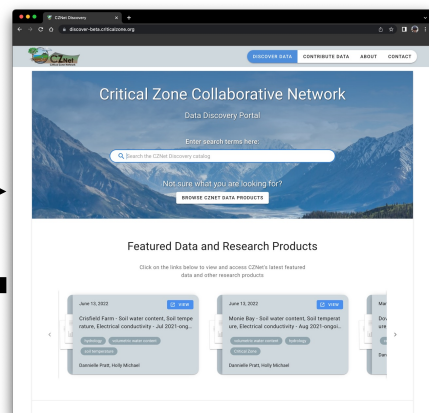 CZNet Discovery
discover-beta.criticalzone.org
CZNet
DISCOVER DATA CONTRIBUTE DATA ABOUT CONTACT
Critical Zone Collaborative Network
Data Discovery Portal
Enter search terms here:
Search the CZNet Discovery catalog
Not sure what you are looking for?
BROWSE CZNET DATA PRODUCTS
Featured Data and Research Products
Click on the links below to view and access CZNet's latest featured
data and other research products
June 13, 2022 VIEW
Crisfield Farm - Soil water content, Soil tempe
rature, Electrical conductivity - Jul 2021-ong...
hydrology volumetric water content
soil temperature
Dannielle Pratt, Holly Michael
June 13, 2022 VIEW
Monie Bay - Soil water content, Soil temperat
ure, Electrical conductivity - Aug 2021-ongoi...
volumetric water content hydrology
Critical Zone
Dannielle Pratt, Holly Michael